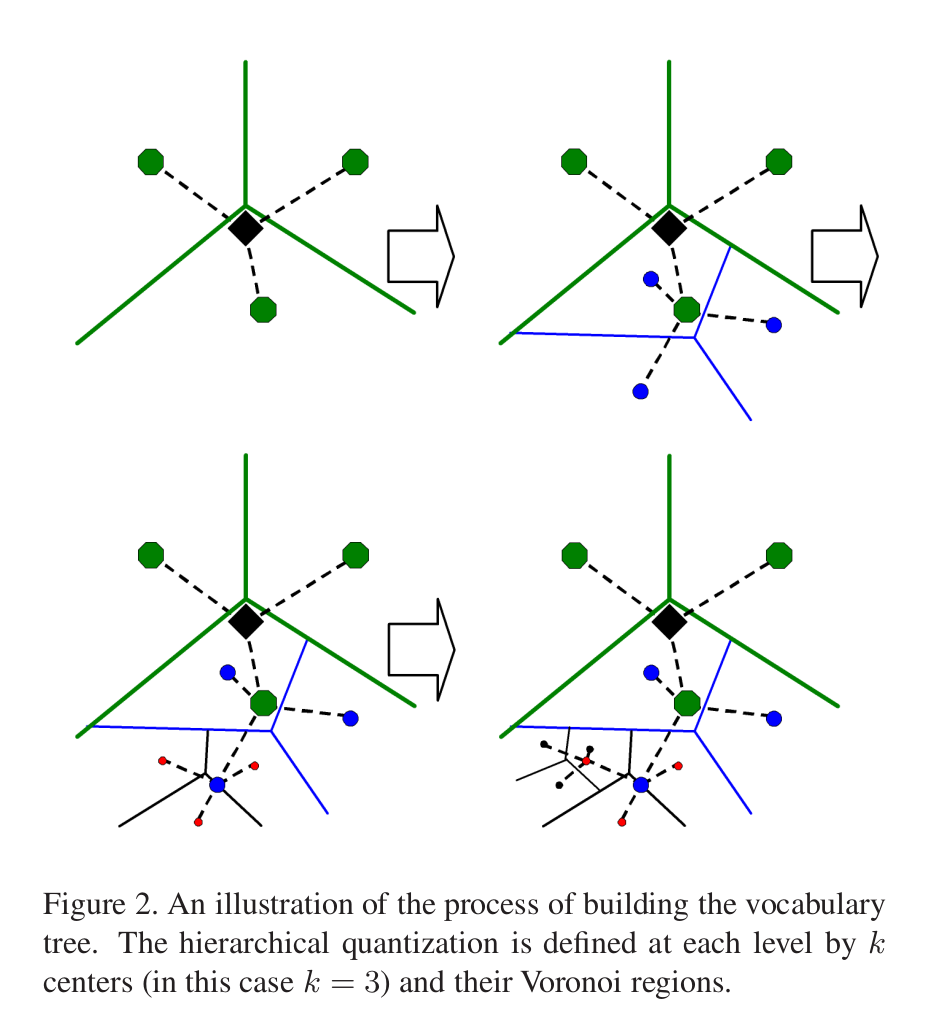 Figure 2. An illustration of the process of building the vocabulary
tree. The hierarchical quantization is defined at each level by k
centers (in this case k = 3) and their Voronoi regions.